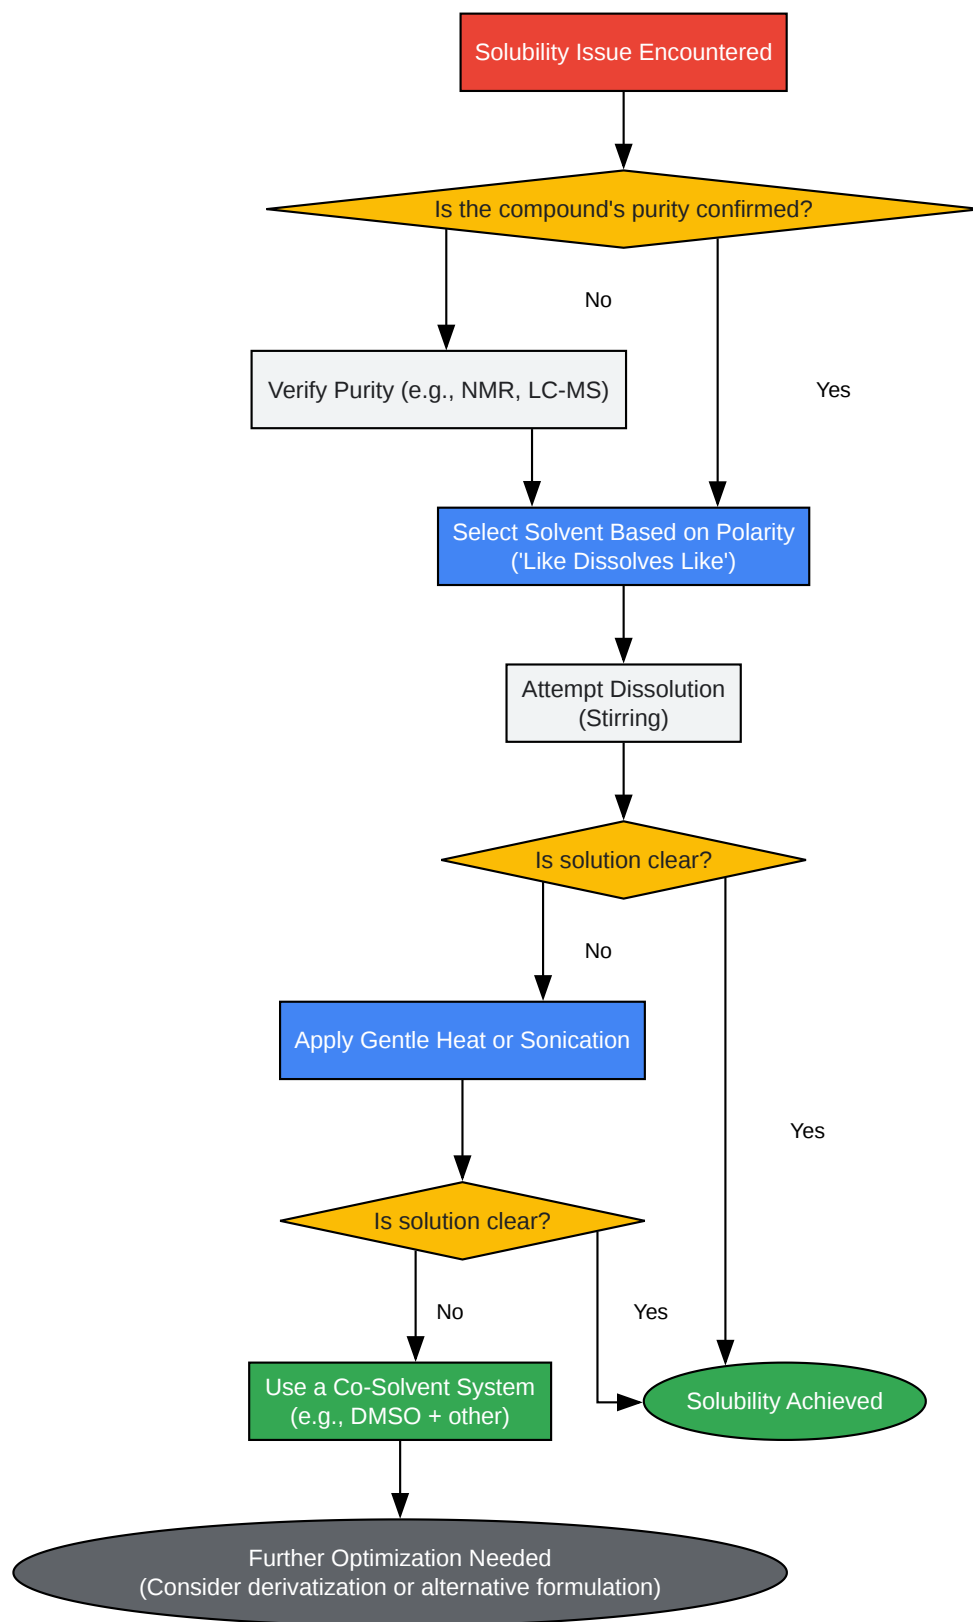 Solubility Issue Encountered
Is the compound's purity confirmed?
No
Verify Purity (e.g., NMR, LC-MS)
Yes
Select Solvent Based on Polarity
('Like Dissolves Like')
Attempt Dissolution
(Stirring)
Is solution clear?
No
Apply Gentle Heat or Sonication
Yes
Is solution clear?
No
Yes
Use a Co-Solvent System
(e.g., DMSO + other)
Solubility Achieved
Further Optimization Needed
(Consider derivatization or alternative formulation)